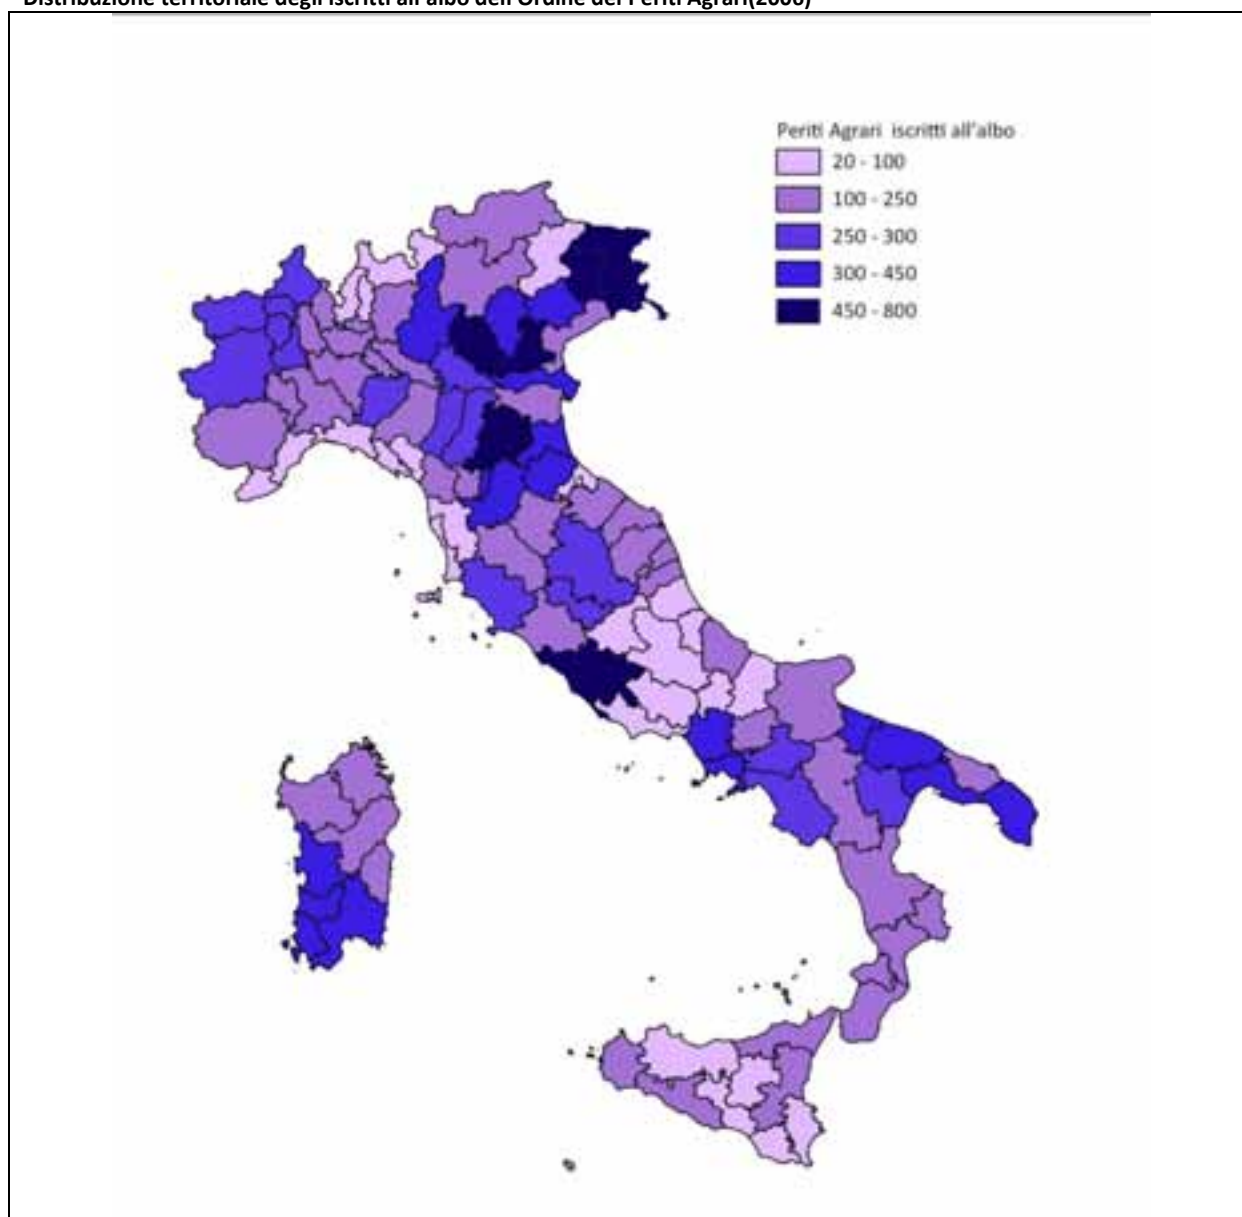 Distribuzione territoriale degli iscritti all'albo dell'Ordine dei Periti Agrari(2006)
Periti Agrari iscritti all'albo
20 - 100
100 - 250
250 - 300
300 - 450
450 - 800